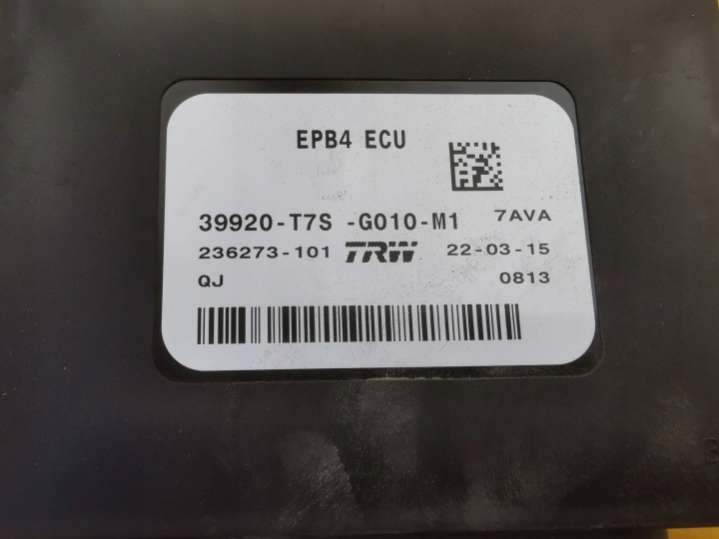 EPB4 ECU
39920-T7S -G010-M1 7AVA
236273-101 TRW 22-03-15
QJ 0813